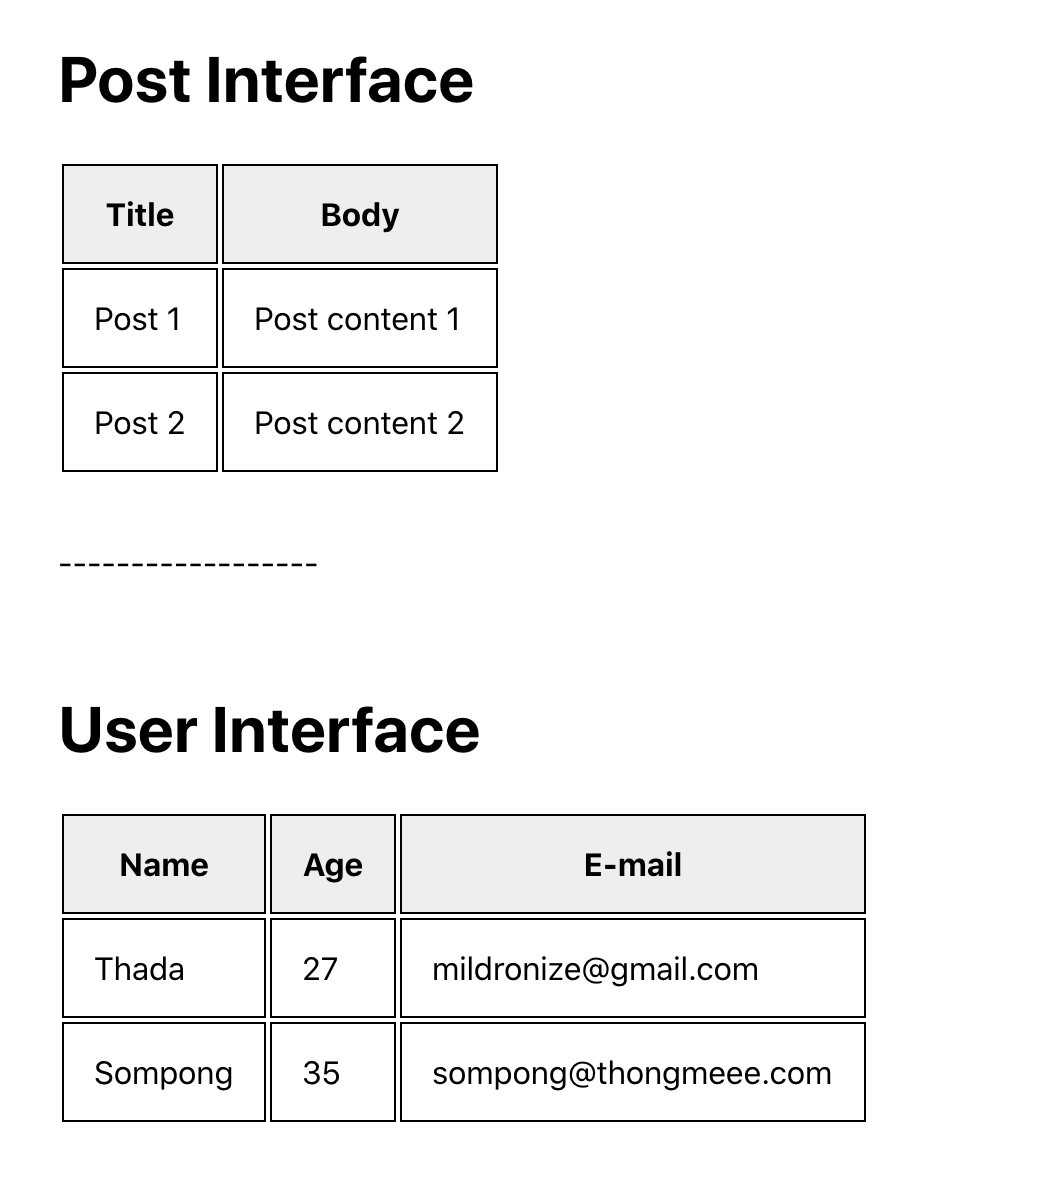 Post Interface
Title Body
Post 1 Post content 1
Post 2 Post content 2
------------------
User Interface
Name Age E-mail
Thada 27 mildronize@gmail.com
Sompong 35 sompong@thongmeee.com